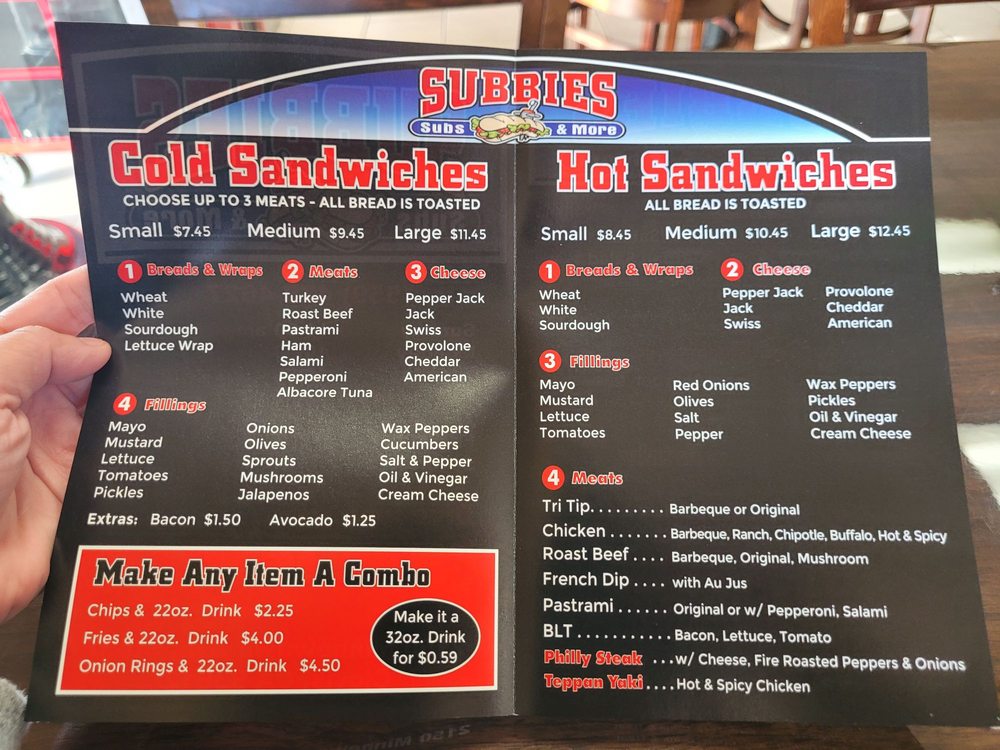 SUBBIES
Subs & More
Cold Sandwiches
CHOOSE UP TO 3 MEATS - ALL BREAD IS TOASTED
Small $7.45 Medium $9.45 Large $11.45
1 Breads & Wraps
Wheat
White
Sourdough
Lettuce Wrap
2 Meats
Turkey
Roast Beef
Pastrami
Ham
Salami
Pepperoni
Albacore Tuna
3 Cheese
Pepper Jack
Jack
Swiss
Provolone
Cheddar
American
4 Fillings
Mayo
Mustard
Lettuce
Tomatoes
Pickles
Onions
Olives
Sprouts
Mushrooms
Jalapenos
Wax Peppers
Cucumbers
Salt & Pepper
Oil & Vinegar
Cream Cheese
Extras: Bacon $1.50 Avocado $1.25
Make Any Item A Combo
Chips & 22oz. Drink $2.25
Fries & 22oz. Drink $4.00
Onion Rings & 22oz. Drink $4.50
Make it a
32oz. Drink
for $0.59
Hot Sandwiches
ALL BREAD IS TOASTED
Small $8.45 Medium $10.45 Large $12.45
1 Breads & Wraps
Wheat
White
Sourdough
2 Cheese
Pepper Jack
Jack
Swiss
Provolone
Cheddar
American
3 Fillings
Mayo
Mustard
Lettuce
Tomatoes
Red Onions
Olives
Salt
Pepper
Wax Peppers
Pickles
Oil & Vinegar
Cream Cheese
4 Meats
Tri Tip......... Barbeque or Original
Chicken ....... Barbeque, Ranch, Chipotle, Buffalo, Hot & Spicy
Roast Beef .... Barbeque, Original, Mushroom
French Dip .... with Au Jus
Pastrami ...... Original or w/ Pepperoni, Salami
BLT ........... Bacon, Lettuce, Tomato
Philly Steak ...w/ Cheese, Fire Roasted Peppers & Onions
Teppan Yaki ....Hot & Spicy Chicken